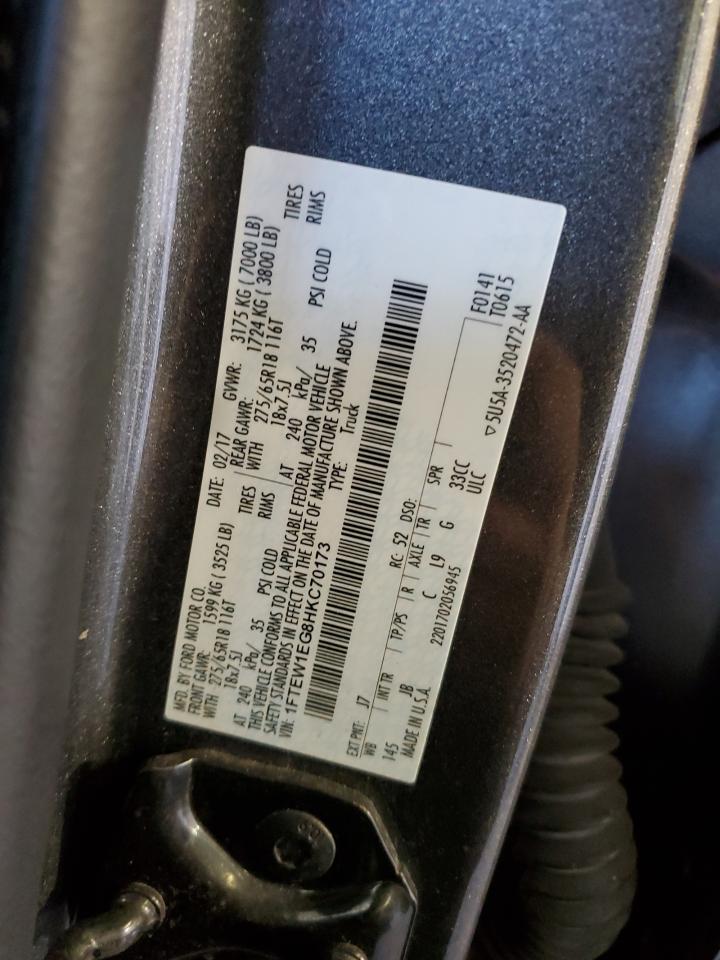 MFD. BY FORD MOTOR CO. DATE: 02/17 GVWR: 3175 KG ( 7000 LB)
FRONT GAWR: 1599 KG ( 3525 LB) REAR GAWR: 1724 KG ( 3800 LB)
WITH 275/65R18 116T TIRES WITH 275/65R18 116T TIRES
18x7.5J RIMS 18x7.5J RIMS
AT 240 kPa/ 35 PSI COLD AT 240 kPa/ 35 PSI COLD
THIS VEHICLE CONFORMS TO ALL APPLICABLE FEDERAL MOTOR VEHICLE
SAFETY STANDARDS IN EFFECT ON THE DATE OF MANUFACTURE SHOWN ABOVE.
VIN: 1FTEW1EG8HKC70173 TYPE: Truck
EXT PNT: J7 RC: 52 DSO: F0141
WB INT TR TP/PS R AXLE TR SPR T0615
145 JB C L9 G 33CC
MADE IN U.S.A. 2201702056945 ULC ▽5U5A-3520472-AA